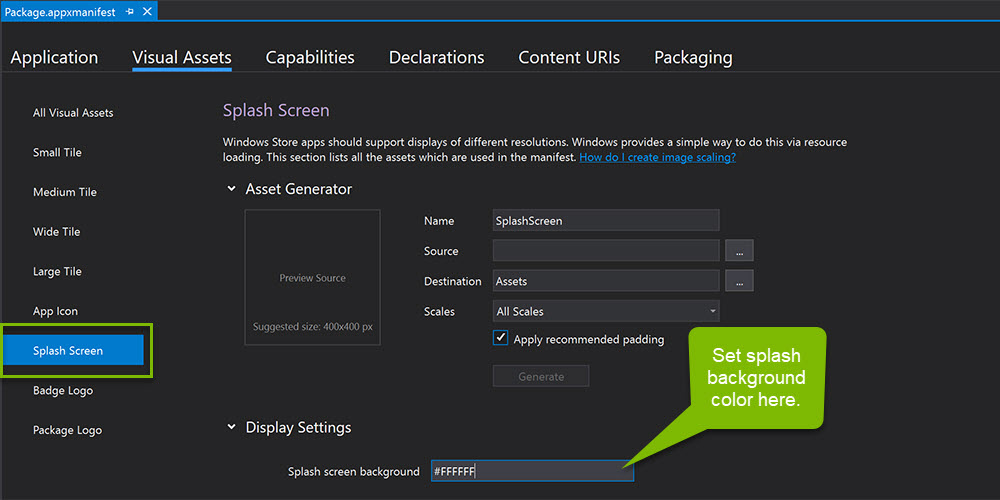 Package.appxmanifest
Application Visual Assets Capabilities Declarations Content URIs Packaging
All Visual Assets
Small Tile
Medium Tile
Wide Tile
Large Tile
App Icon
Splash Screen
Badge Logo
Package Logo
Splash Screen
Windows Store apps should support displays of different resolutions. Windows provides a simple way to do this via resource
loading. This section lists all the assets which are used in the manifest. How do I create image scaling?
Asset Generator
Preview Source
Suggested size: 400x400 px
Name SplashScreen
Source ...
Destination Assets ...
Scales All Scales
Apply recommended padding
Generate
Display Settings
Splash screen background #FFFFFF
Set splash
background
color here.